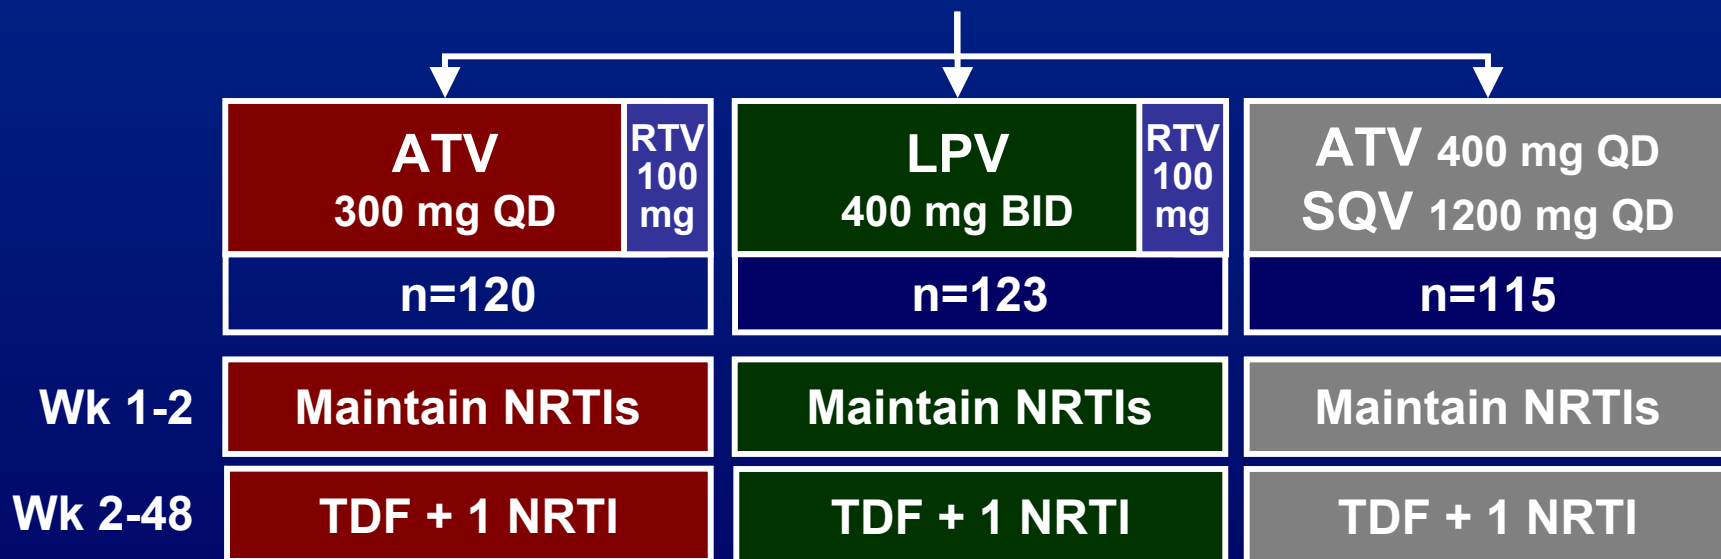 ATV
300 mg QD
RTV
100
mg
LPV
400 mg BID
RTV
100
mg
ATV 400 mg QD
SQV 1200 mg QD
n=120
n=123
n=115
Wk 1-2
Maintain NRTIs
Maintain NRTIs
Maintain NRTIs
Wk 2-48
TDF + 1 NRTI
TDF + 1 NRTI
TDF + 1 NRTI